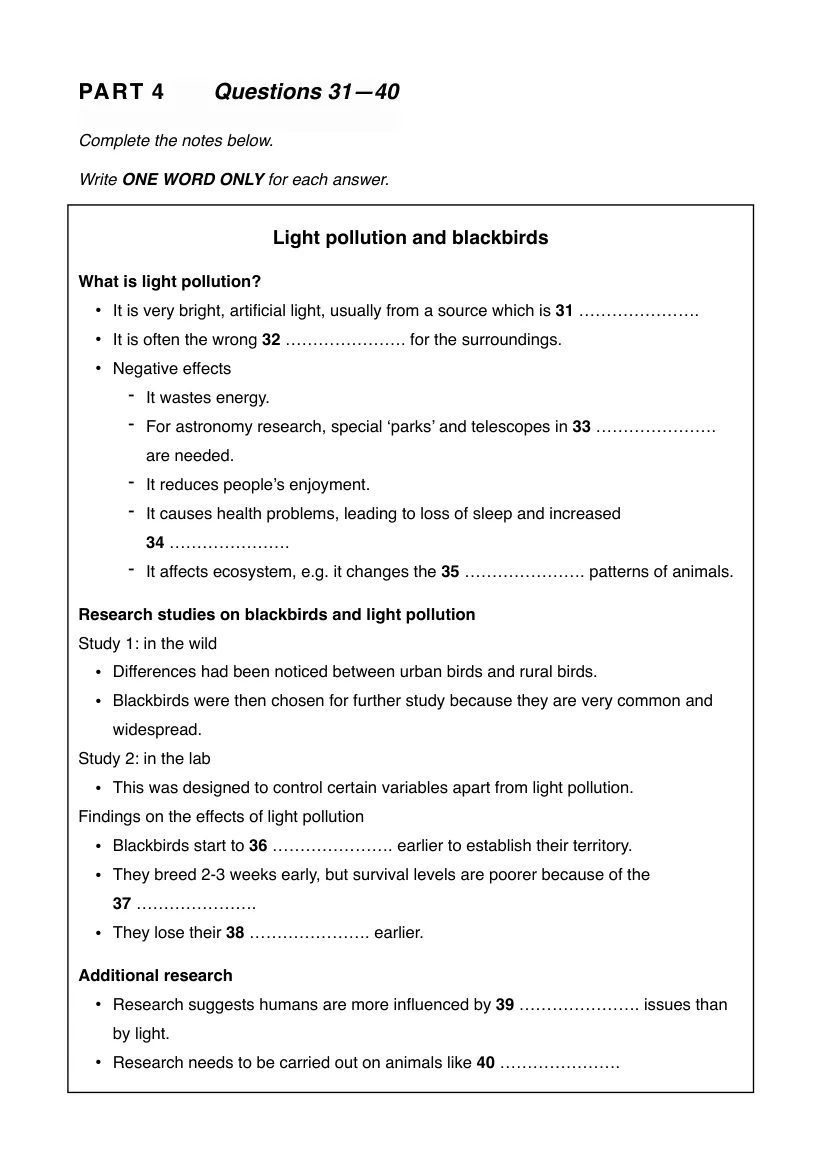 PART 4 Questions 31—40
Complete the notes below.
Write ONE WORD ONLY for each answer.
Light pollution and blackbirds
What is light pollution?
• It is very bright, artificial light, usually from a source which is 31 ………………….
• It is often the wrong 32 …………………. for the surroundings.
• Negative effects
- It wastes energy.
- For astronomy research, special ‘parks’ and telescopes in 33 ………………….
are needed.
- It reduces people’s enjoyment.
- It causes health problems, leading to loss of sleep and increased
34 ………………….
- It affects ecosystem, e.g. it changes the 35 …………………. patterns of animals.
Research studies on blackbirds and light pollution
Study 1: in the wild
• Differences had been noticed between urban birds and rural birds.
• Blackbirds were then chosen for further study because they are very common and
widespread.
Study 2: in the lab
• This was designed to control certain variables apart from light pollution.
Findings on the effects of light pollution
• Blackbirds start to 36 …………………. earlier to establish their territory.
• They breed 2-3 weeks early, but survival levels are poorer because of the
37 ………………….
• They lose their 38 …………………. earlier.
Additional research
• Research suggests humans are more influenced by 39 …………………. issues than
by light.
• Research needs to be carried out on animals like 40 ………………….